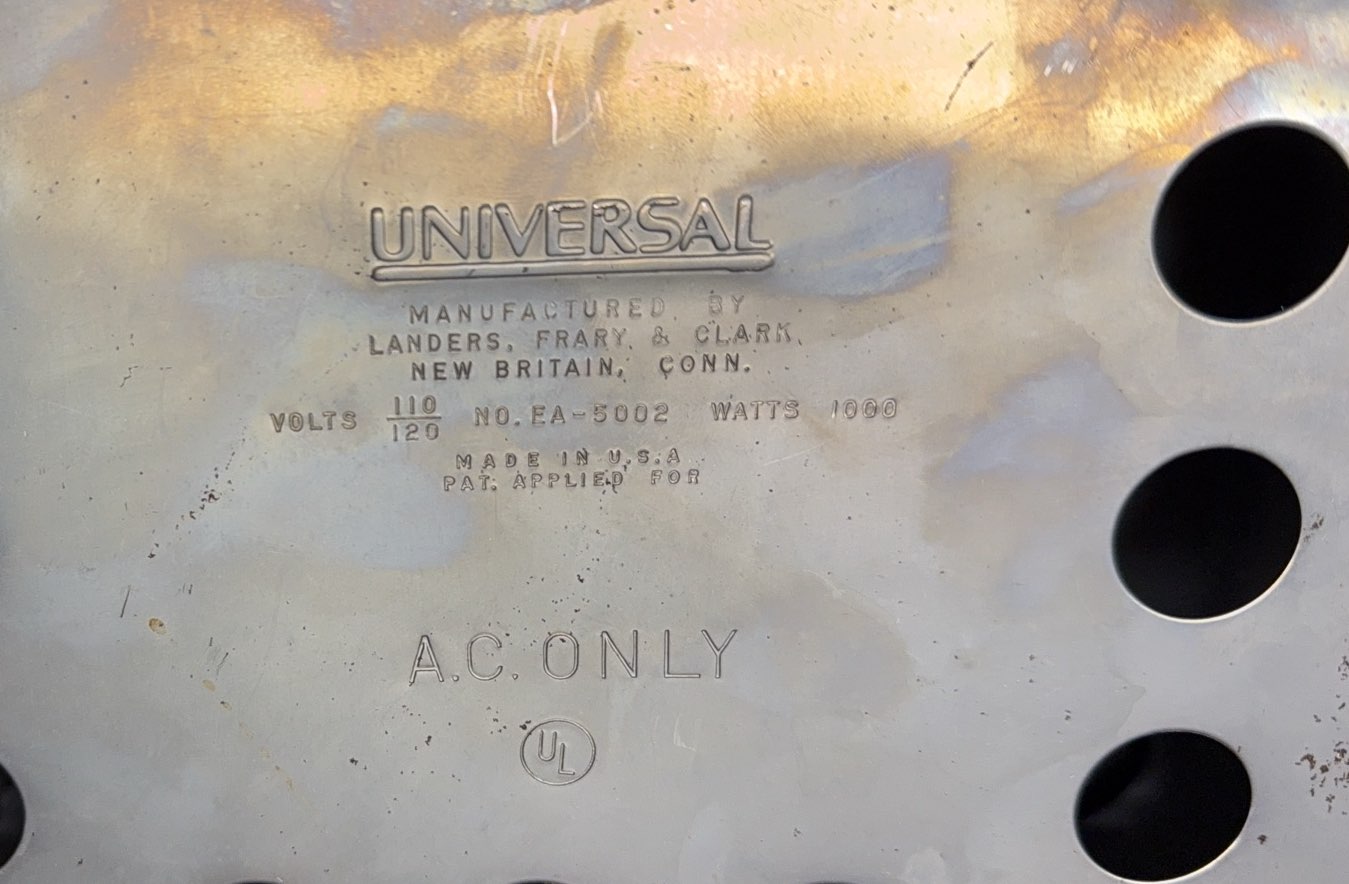 UNIVERSAL
MANUFACTURED BY
LANDERS, FRARY, & CLARK,
NEW BRITAIN, CONN.
VOLTS 110/120 NO. EA-5002 WATTS 1000
MADE IN U.S.A
PAT. APPLIED FOR
A.C. ONLY
UL